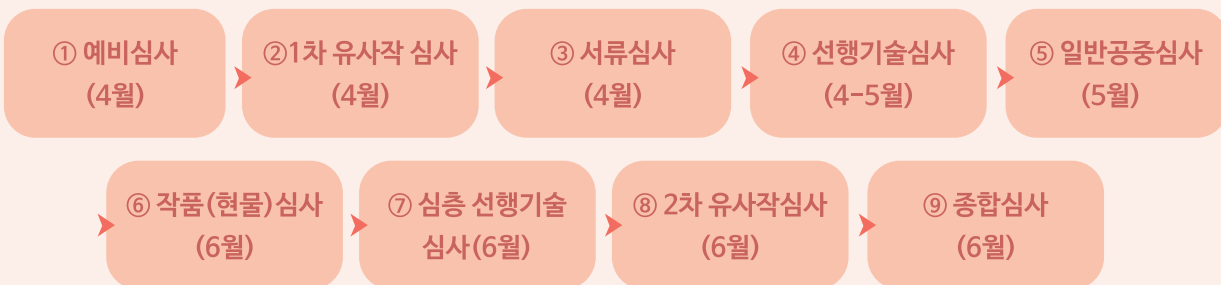 ① 예비심사
(4월)
②1차 유사작 심사
(4월)
③ 서류심사
(4월)
④ 선행기술심사
(4-5월)
⑤ 일반공중심사
(5월)
⑥ 작품(현물)심사
(6월)
⑦ 심층 선행기술
심사(6월)
⑧ 2차 유사작심사
(6월)
⑨ 종합심사
(6월)